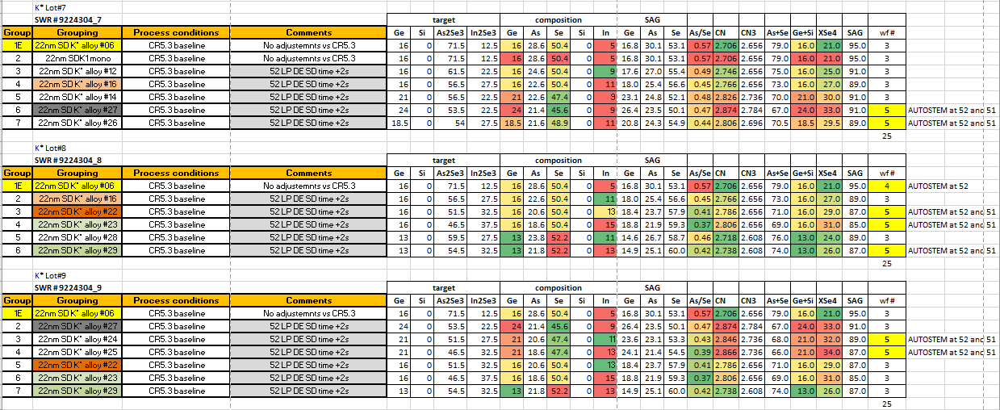 K* Lot#7
SWR # 9224304_7 target composition SAG
Group Grouping Process conditions Comments Ge Si As2Se3 In2Se3 Ge As Se Si In Ge As Se As/Se CN CN3 As+Se Ge+Si XSe4 SAG wf #
1E 22nm SD K* alloy #06 CR5.3 baseline No adjustemnts vs CR5.3 16 0 71.5 12.5 16 28.6 50.4 0 5 16.8 30.1 53.1 0.57 2.706 2.656 79.0 16.0 21.0 95.0 3
2 22nm SDK1 mono CR5.3 baseline No adjustemnts vs CR5.3 16 0 71.5 12.5 16 28.6 50.4 0 5 16.8 30.1 53.1 0.57 2.706 2.656 79.0 16.0 21.0 95.0 3
3 22nm SD K* alloy #12 CR5.3 baseline 52 LP DE SD time +2s 16 0 61.5 22.5 16 24.6 50.4 0 9 17.6 27.0 55.4 0.49 2.746 2.656 75.0 16.0 25.0 91.0 3
4 22nm SD K* alloy #16 CR5.3 baseline 52 LP DE SD time +2s 16 0 56.5 27.5 16 22.6 50.4 0 11 18.0 25.4 56.6 0.45 2.766 2.656 73.0 16.0 27.0 89.0 3
5 22nm SD K* alloy #14 CR5.3 baseline 52 LP DE SD time +2s 21 0 56.5 22.5 21 22.6 47.4 0 9 23.1 24.8 52.1 0.48 2.826 2.736 70.0 21.0 30.0 91.0 3
6 22nm SD K* alloy #27 CR5.3 baseline 52 LP DE SD time +2s 24 0 53.5 22.5 24 21.4 45.6 0 9 26.4 23.5 50.1 0.47 2.874 2.784 67.0 24.0 33.0 91.0 5 AUTOSTEM at 52 and 51
7 22nm SD K* alloy #26 CR5.3 baseline 52 LP DE SD time +2s 18.5 0 54 27.5 18.5 21.6 48.9 0 11 20.8 24.3 54.9 0.44 2.806 2.696 70.5 18.5 29.5 89.0 5 AUTOSTEM at 52 and 51
25
K* Lot#8
SWR # 9224304_8 target composition SAG
Group Grouping Process conditions Comments Ge Si As2Se3 In2Se3 Ge As Se Si In Ge As Se As/Se CN CN3 As+Se Ge+Si XSe4 SAG wf #
1E 22nm SD K* alloy #06 CR5.3 baseline No adjustemnts vs CR5.3 16 0 71.5 12.5 16 28.6 50.4 0 5 16.8 30.1 53.1 0.57 2.706 2.656 79.0 16.0 21.0 95.0 4 AUTOSTEM at 52
2 22nm SD K* alloy #16 CR5.3 baseline 52 LP DE SD time +2s 16 0 56.5 27.5 16 22.6 50.4 0 11 18.0 25.4 56.6 0.45 2.766 2.656 73.0 16.0 27.0 89.0 3
3 22nm SD K* alloy #22 CR5.3 baseline 52 LP DE SD time +2s 16 0 51.5 32.5 16 20.6 50.4 0 13 18.4 23.7 57.9 0.41 2.786 2.656 71.0 16.0 29.0 87.0 5 AUTOSTEM at 52 and 51
4 22nm SD K* alloy #23 CR5.3 baseline 52 LP DE SD time +2s 16 0 46.5 37.5 16 18.6 50.4 0 15 18.8 21.9 59.3 0.37 2.806 2.656 69.0 16.0 31.0 85.0 5 AUTOSTEM at 52 and 51
5 22nm SD K* alloy #28 CR5.3 baseline 52 LP DE SD time +2s 13 0 59.5 27.5 13 23.8 52.2 0 11 14.6 26.7 58.7 0.46 2.718 2.608 76.0 13.0 24.0 89.0 3
6 22nm SD K* alloy #29 CR5.3 baseline 52 LP DE SD time +2s 13 0 54.5 32.5 13 21.8 52.2 0 13 14.9 25.1 60.0 0.42 2.738 2.608 74.0 13.0 26.0 87.0 5 AUTOSTEM at 52 and 51
25
K* Lot#9
SWR # 9224304_9 target composition SAG
Group Grouping Process conditions Comments Ge Si As2Se3 In2Se3 Ge As Se Si In Ge As Se As/Se CN CN3 As+Se Ge+Si XSe4 SAG wf #
1E 22nm SD K* alloy #06 CR5.3 baseline No adjustemnts vs CR5.3 16 0 71.5 12.5 16 28.6 50.4 0 5 16.8 30.1 53.1 0.57 2.706 2.656 79.0 16.0 21.0 95.0 3
2 22nm SD K* alloy #27 CR5.3 baseline 52 LP DE SD time +2s 24 0 53.5 22.5 24 21.4 45.6 0 9 26.4 23.5 50.1 0.47 2.874 2.784 67.0 24.0 33.0 91.0 3
3 22nm SD K* alloy #24 CR5.3 baseline 52 LP DE SD time +2s 21 0 51.5 27.5 21 20.6 47.4 0 11 23.6 23.1 53.3 0.43 2.846 2.736 68.0 21.0 32.0 89.0 5 AUTOSTEM at 52 and 51
4 22nm SD K* alloy #25 CR5.3 baseline 52 LP DE SD time +2s 21 0 46.5 32.5 21 18.6 47.4 0 13 24.1 21.4 54.5 0.39 2.866 2.736 66.0 21.0 34.0 87.0 5 AUTOSTEM at 52 and 51
5 22nm SD K* alloy #22 CR5.3 baseline 52 LP DE SD time +2s 16 0 51.5 32.5 16 20.6 50.4 0 13 18.4 23.7 57.9 0.41 2.786 2.656 71.0 16.0 29.0 87.0 3
6 22nm SD K* alloy #23 CR5.3 baseline 52 LP DE SD time +2s 16 0 46.5 37.5 16 18.6 50.4 0 15 18.8 21.9 59.3 0.37 2.806 2.656 69.0 16.0 31.0 85.0 3
7 22nm SD K* alloy #29 CR5.3 baseline 52 LP DE SD time +2s 13 0 54.5 32.5 13 21.8 52.2 0 13 14.9 25.1 60.0 0.42 2.738 2.608 74.0 13.0 26.0 87.0 3
25